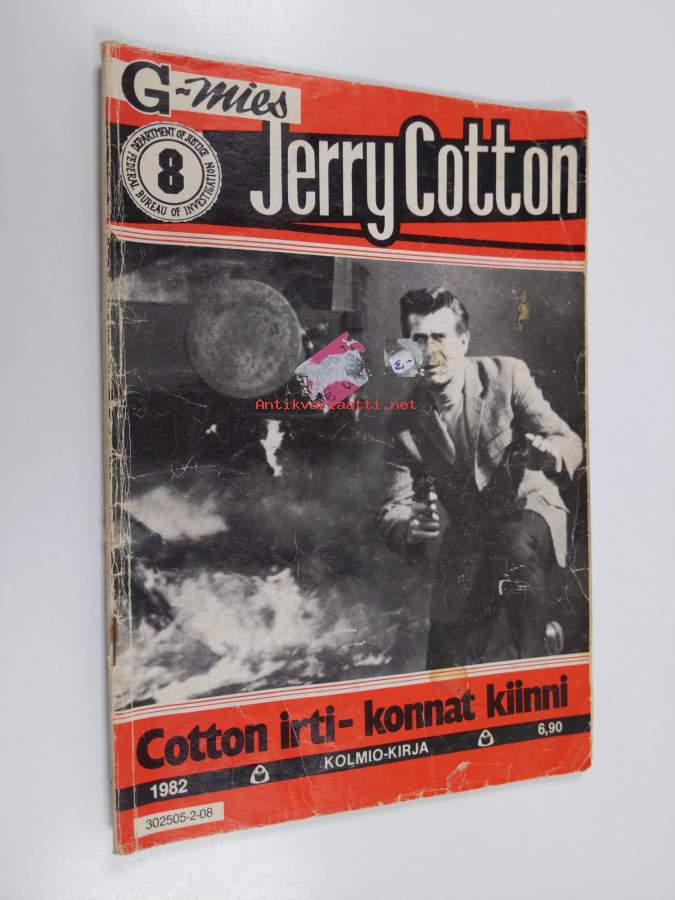 G-mies
Jerry Cotton
DEPARTMENT OF JUSTICE
FEDERAL BUREAU OF INVESTIGATION
8
Antikvariaatti.net
Cotton irti - konnat kiinni
1982 KOLMIO-KIRJA 6,90
302505-2-08